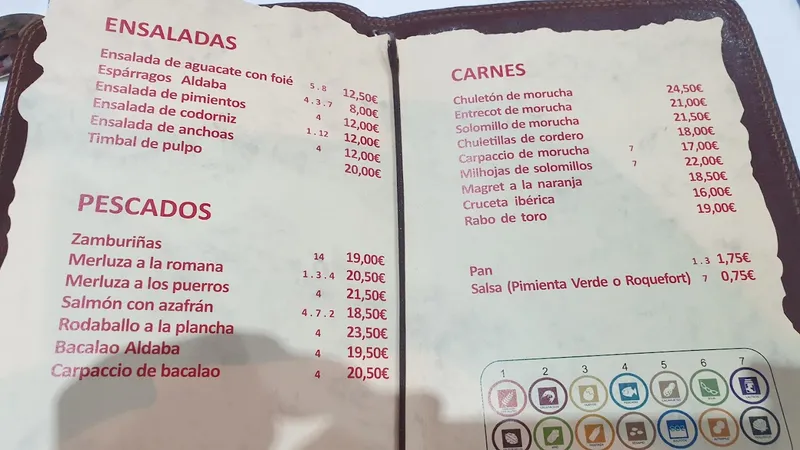 ENSALADAS
Ensalada de aguacate con foié 5.8 12,50€
Espárragos Aldaba 4.3.7 8,00€
Ensalada de pimientos 4 12,00€
Ensalada de codorniz 1.12 12,00€
Ensalada de anchoas 4 12,00€
Timbal de pulpo 20,00€
PESCADOS
Zamburiñas 14 19,00€
Merluza a la romana 1.3.4 20,50€
Merluza a los puerros 4 21,50€
Salmón con azafrán 4.7.2 18,50€
Rodaballo a la plancha 4 23,50€
Bacalao Aldaba 4 19,50€
Carpaccio de bacalao 4 20,50€
CARNES
Chuletón de morucha 24,50€
Entrecot de morucha 21,00€
Solomillo de morucha 21,50€
Chuletillas de cordero 18,00€
Carpaccio de morucha 7 17,00€
Milhojas de solomillos 7 22,00€
Magret a la naranja 18,50€
Cruceta ibérica 16,00€
Rabo de toro 19,00€
Pan 1.3 1,75€
Salsa (Pimienta Verde o Roquefort) 7 0,75€
1 2 3 4 5 6 7